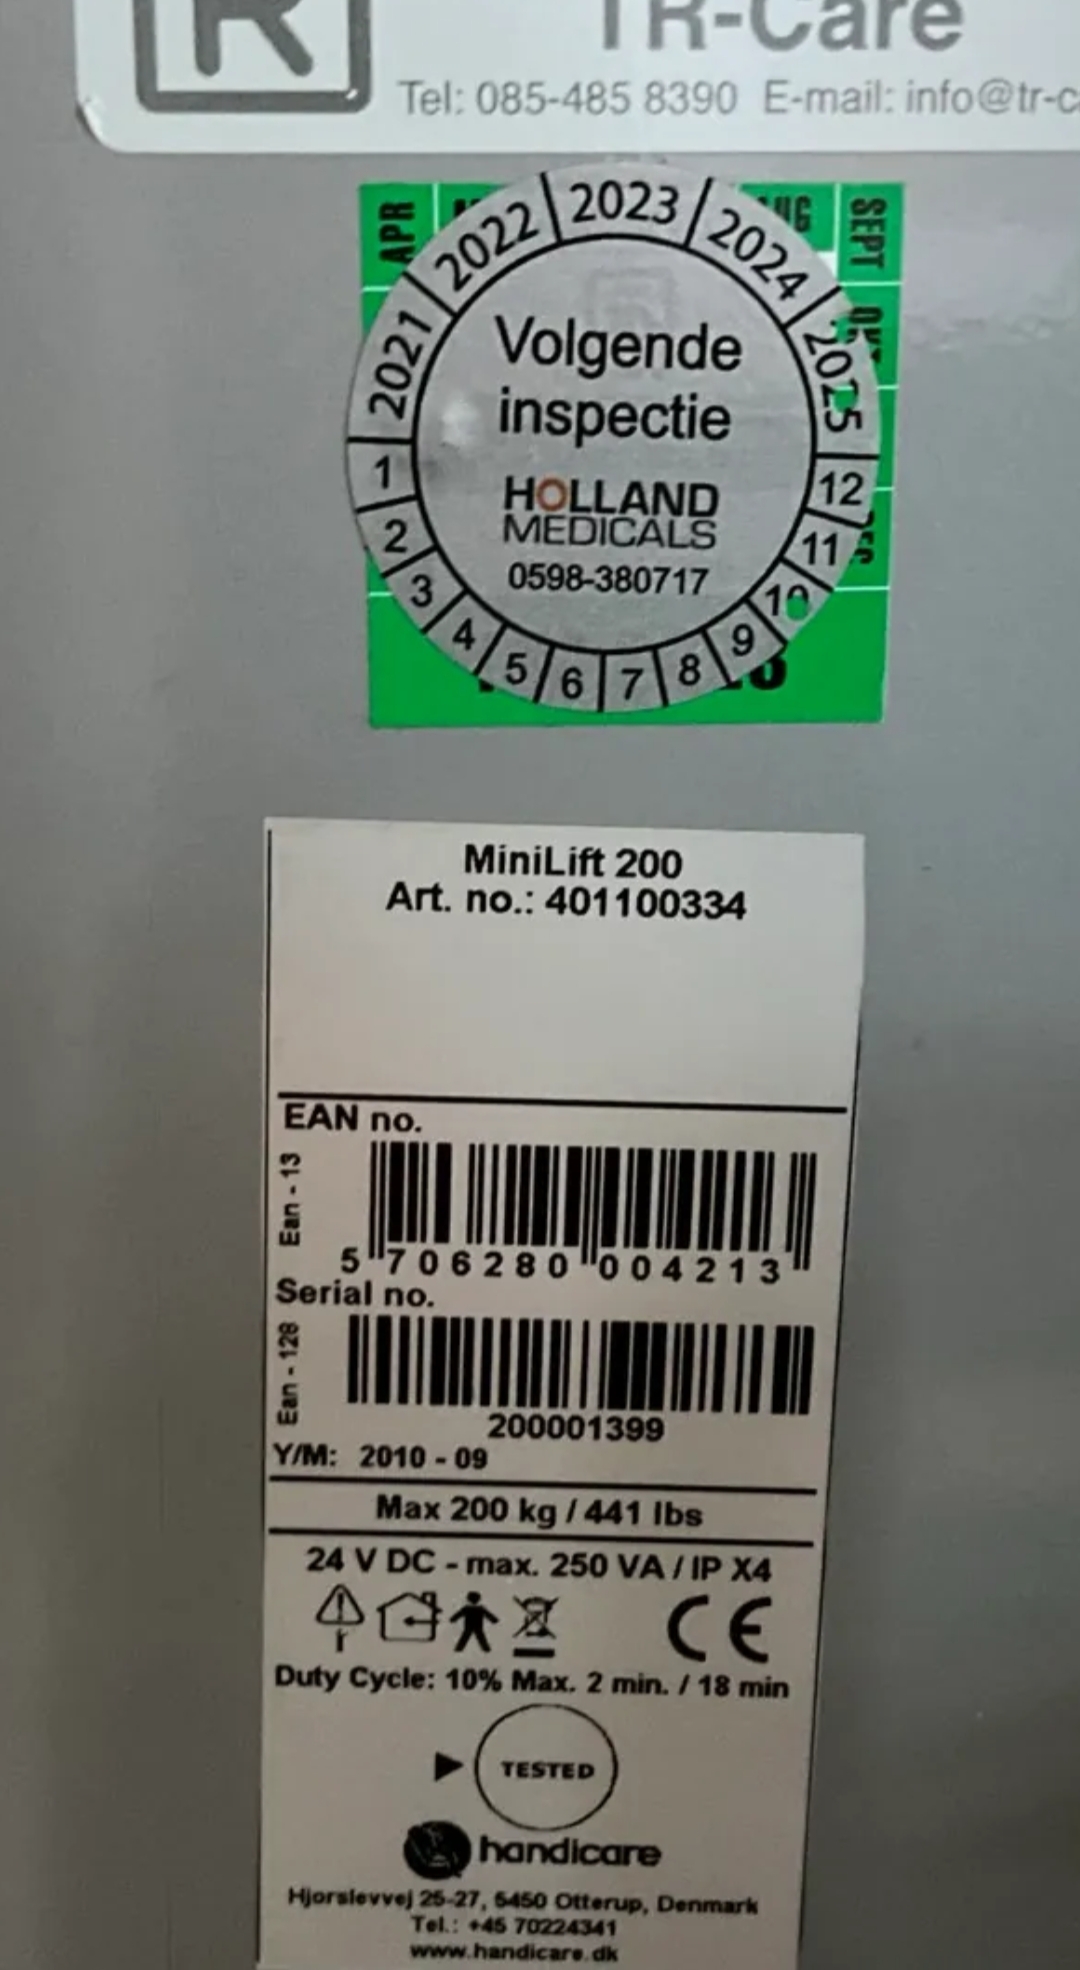 TR-Care
Tel: 085-485 8390 E-mail: info@tr-c
APR
SEPT
2021
2022
2023
2024
2025
Volgende
inspectie
HOLLAND
MEDICALS
0598-380717
1
2
3
4
5
6
7
8
9
10
11
12
MiniLift 200
Art. no.: 401100334
EAN no.
Ean - 13
5 706280 004213
Serial no.
Ean - 128
200001399
Y/M: 2010 - 09
Max 200 kg / 441 lbs
24 V DC - max. 250 VA / IP X4
CE
Duty Cycle: 10% Max. 2 min. / 18 min
TESTED
handicare
Hjorslevvej 25-27, 5450 Otterup, Denmark
Tel.: +45 70224341
www.handicare.dk